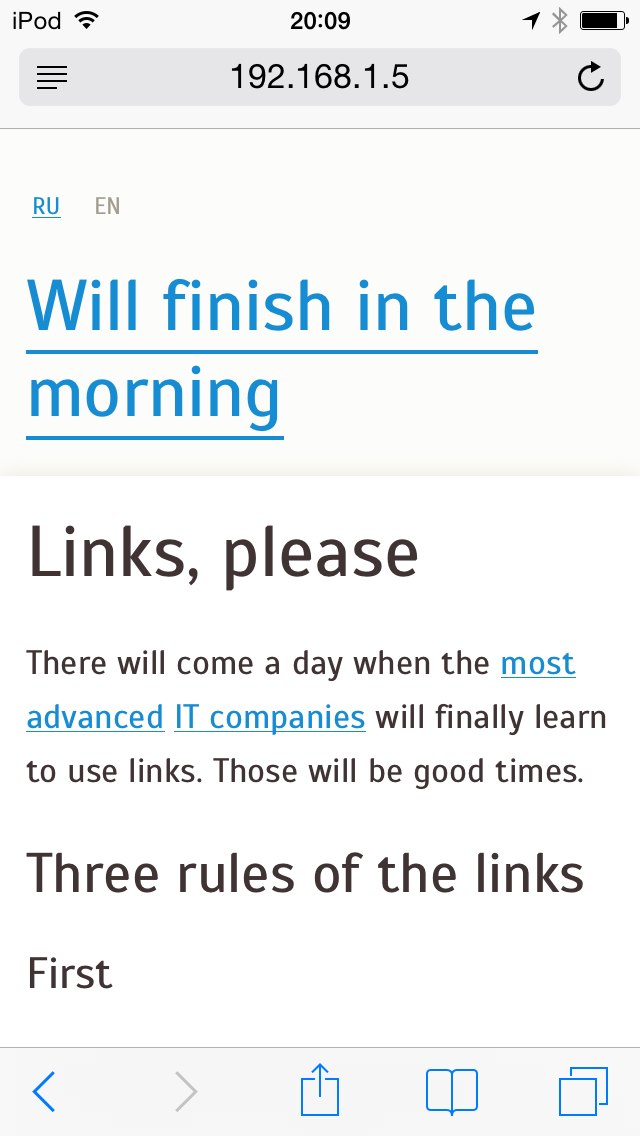 iPod 20:09
192.168.1.5
RU EN
Will finish in the
morning
Links, please
There will come a day when the most
advanced IT companies will finally learn
to use links. Those will be good times.
Three rules of the links
First